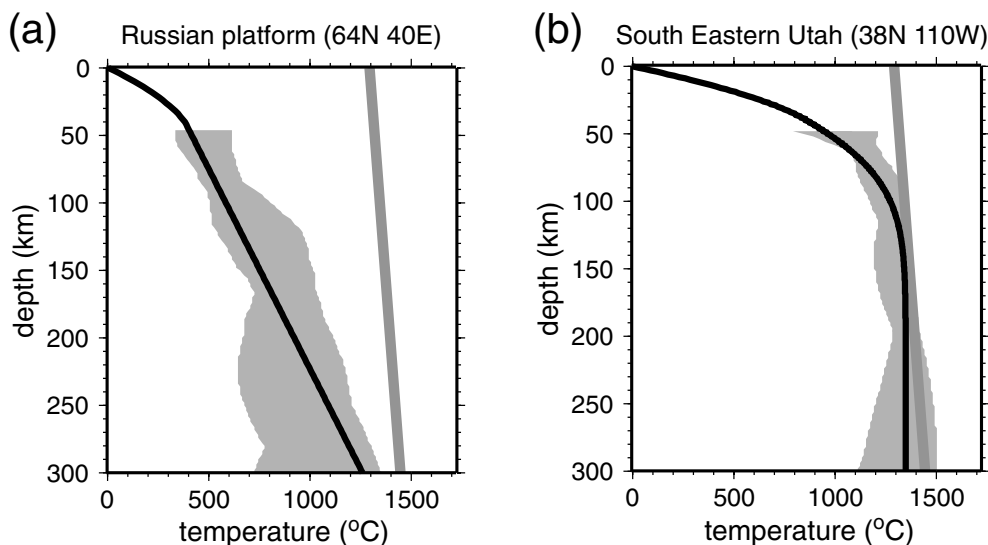 (a)
Russian platform (64N 40E)
0
50
100
150
200
250
300
depth (km)
0 500 1000 1500
temperature (°C)
(b)
South Eastern Utah (38N 110W)
0
50
100
150
200
250
300
depth (km)
0 500 1000 1500
temperature (°C)